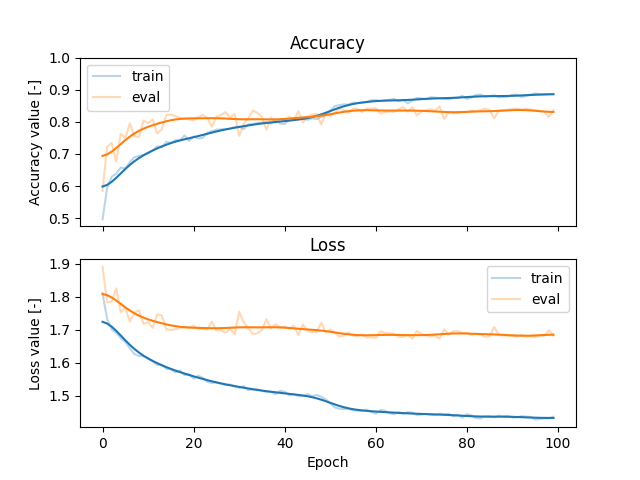 Accuracy
1.0
0.9
0.8
0.7
0.6
0.5
Accuracy value [-]
train
eval
Loss
1.9
1.8
1.7
1.6
1.5
Loss value [-]
train
eval
0 20 40 60 80 100
Epoch